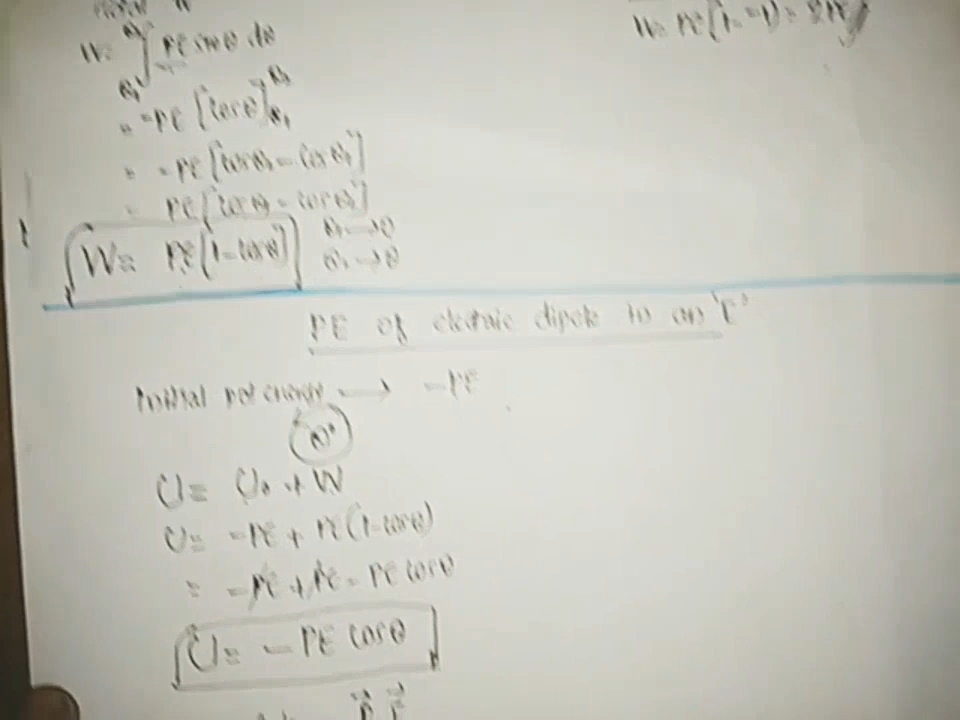 W = PE(1--1) = 2PE
W = ∫ PE sinθ dθ
θ₁
= -PE [cosθ]θ₁
= -PE [cosθ₂ - cosθ₁]
= PE [cosθ₁ - cosθ₂]
W = PE [1-cosθ] θ₁→0
θ₂→θ
PE of electric dipole in an 'E'
Initial pot energy → -PE
(0°)
U = U₀ + W
U = -PE + PE(1-cosθ)
= -PE + PE - PE cosθ
U = -PE cosθ